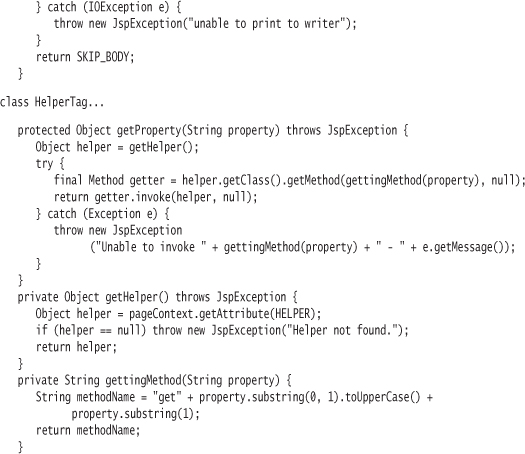 } catch (IOException e) {
throw new JspException("unable to print to writer");
}
return SKIP_BODY;
}
class HelperTag...
protected Object getProperty(String property) throws JspException {
Object helper = getHelper();
try {
final Method getter = helper.getClass().getMethod(gettingMethod(property), null);
return getter.invoke(helper, null);
} catch (Exception e) {
throw new JspException
("Unable to invoke " + gettingMethod(property) + " - " + e.getMessage());
}
}
private Object getHelper() throws JspException {
Object helper = pageContext.getAttribute(HELPER);
if (helper == null) throw new JspException("Helper not found.");
return helper;
}
private String gettingMethod(String property) {
String methodName = "get" + property.substring(0, 1).toUpperCase() +
property.substring(1);
return methodName;
}